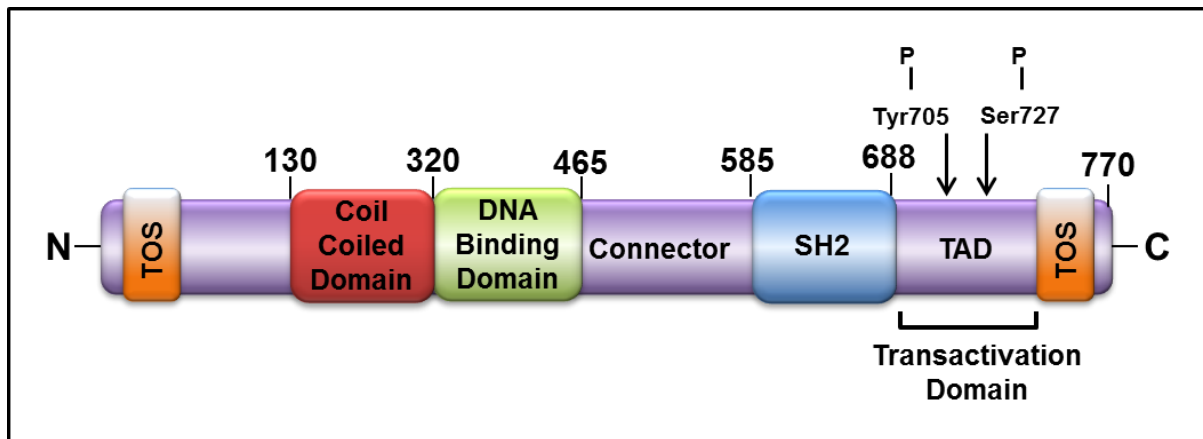 P P
Tyr705 Ser727
130 320 465 585 688 770
N TOS Coil Coiled Domain DNA Binding Domain Connector SH2 TAD TOS C
Transactivation
Domain